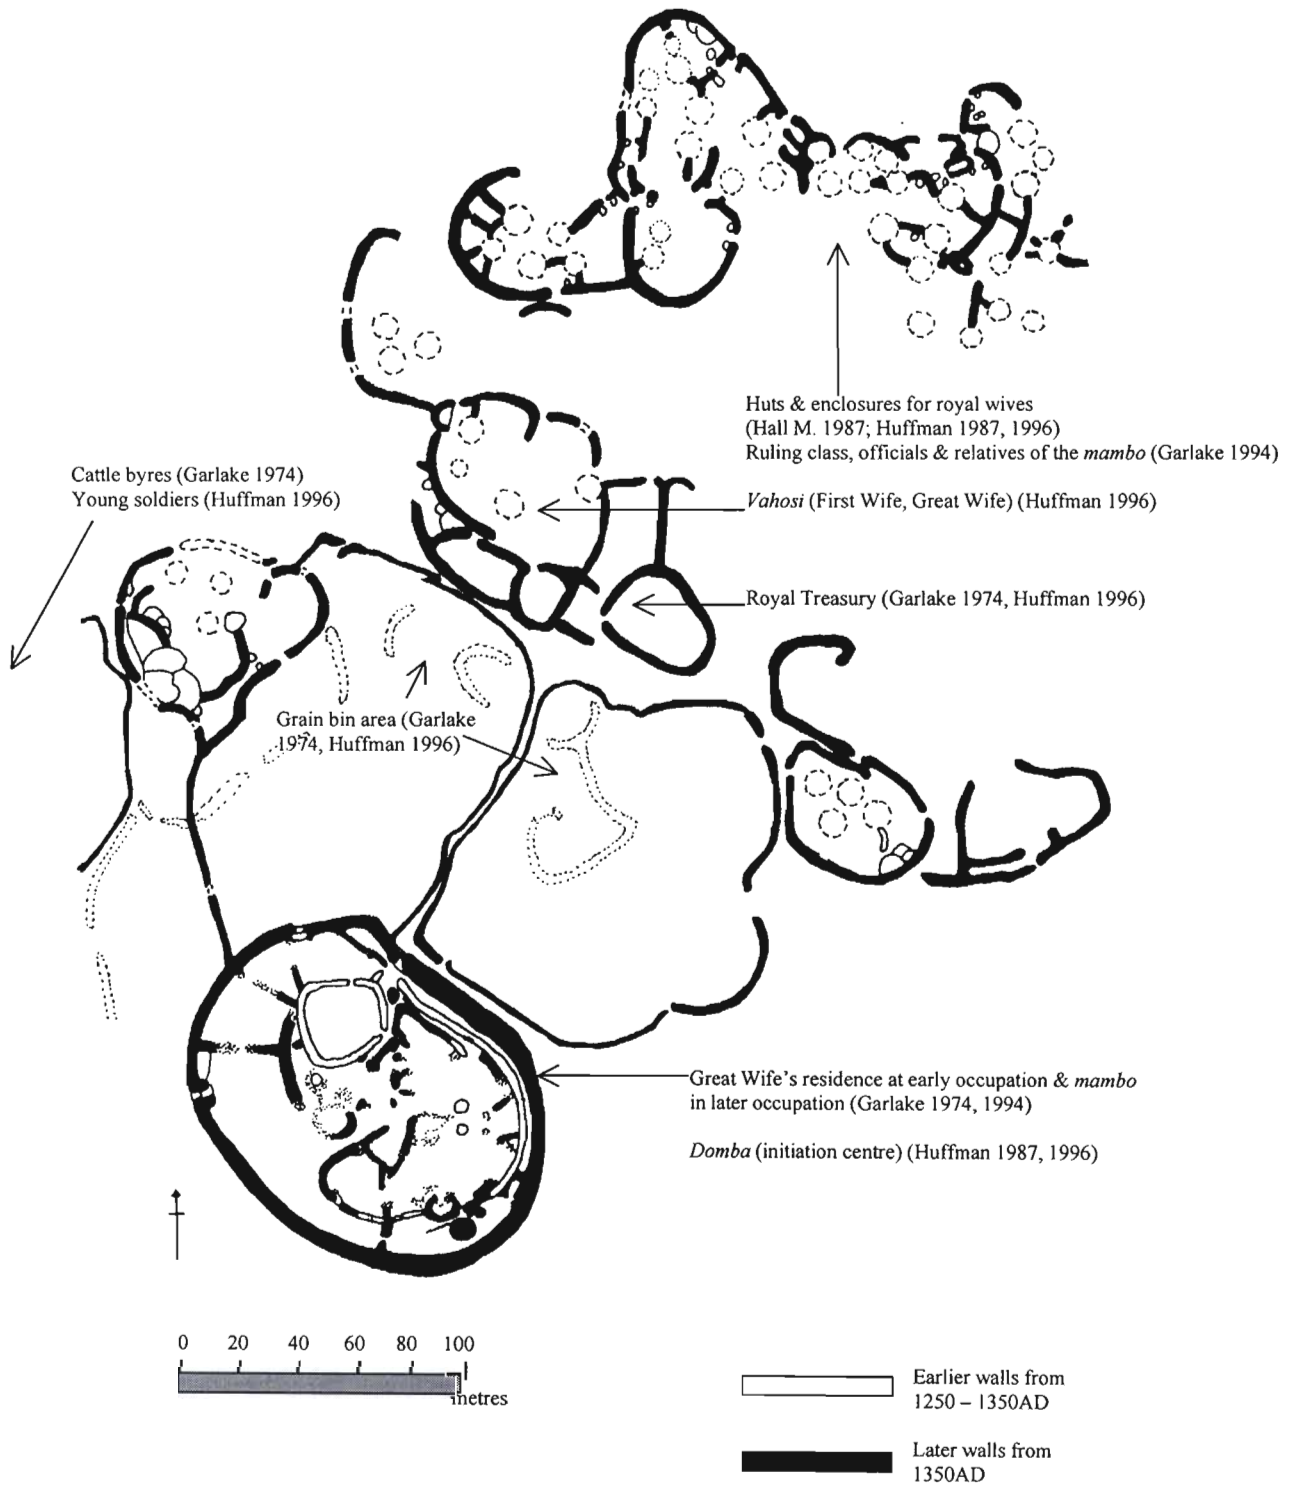 Huts & enclosures for royal wives
(Hall M. 1987; Huffman 1987, 1996)
Ruling class, officials & relatives of the mambo (Garlake 1994)
Cattle byres (Garlake 1974)
Young soldiers (Huffman 1996)
Vahosi (First Wife, Great Wife) (Huffman 1996)
Royal Treasury (Garlake 1974, Huffman 1996)
Grain bin area (Garlake
1974, Huffman 1996)
Great Wife's residence at early occupation & mambo
in later occupation (Garlake 1974, 1994)
Domba (initiation centre) (Huffman 1987, 1996)
0 20 40 60 80 100
metres
Earlier walls from
1250 – 1350AD
Later walls from
1350AD